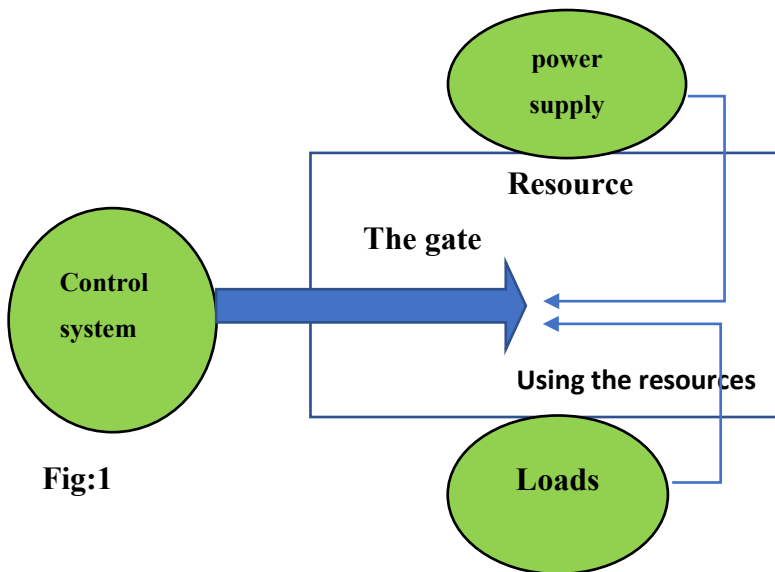 power
supply
Resource
The gate
Control
system
Using the resources
Loads
Fig:1